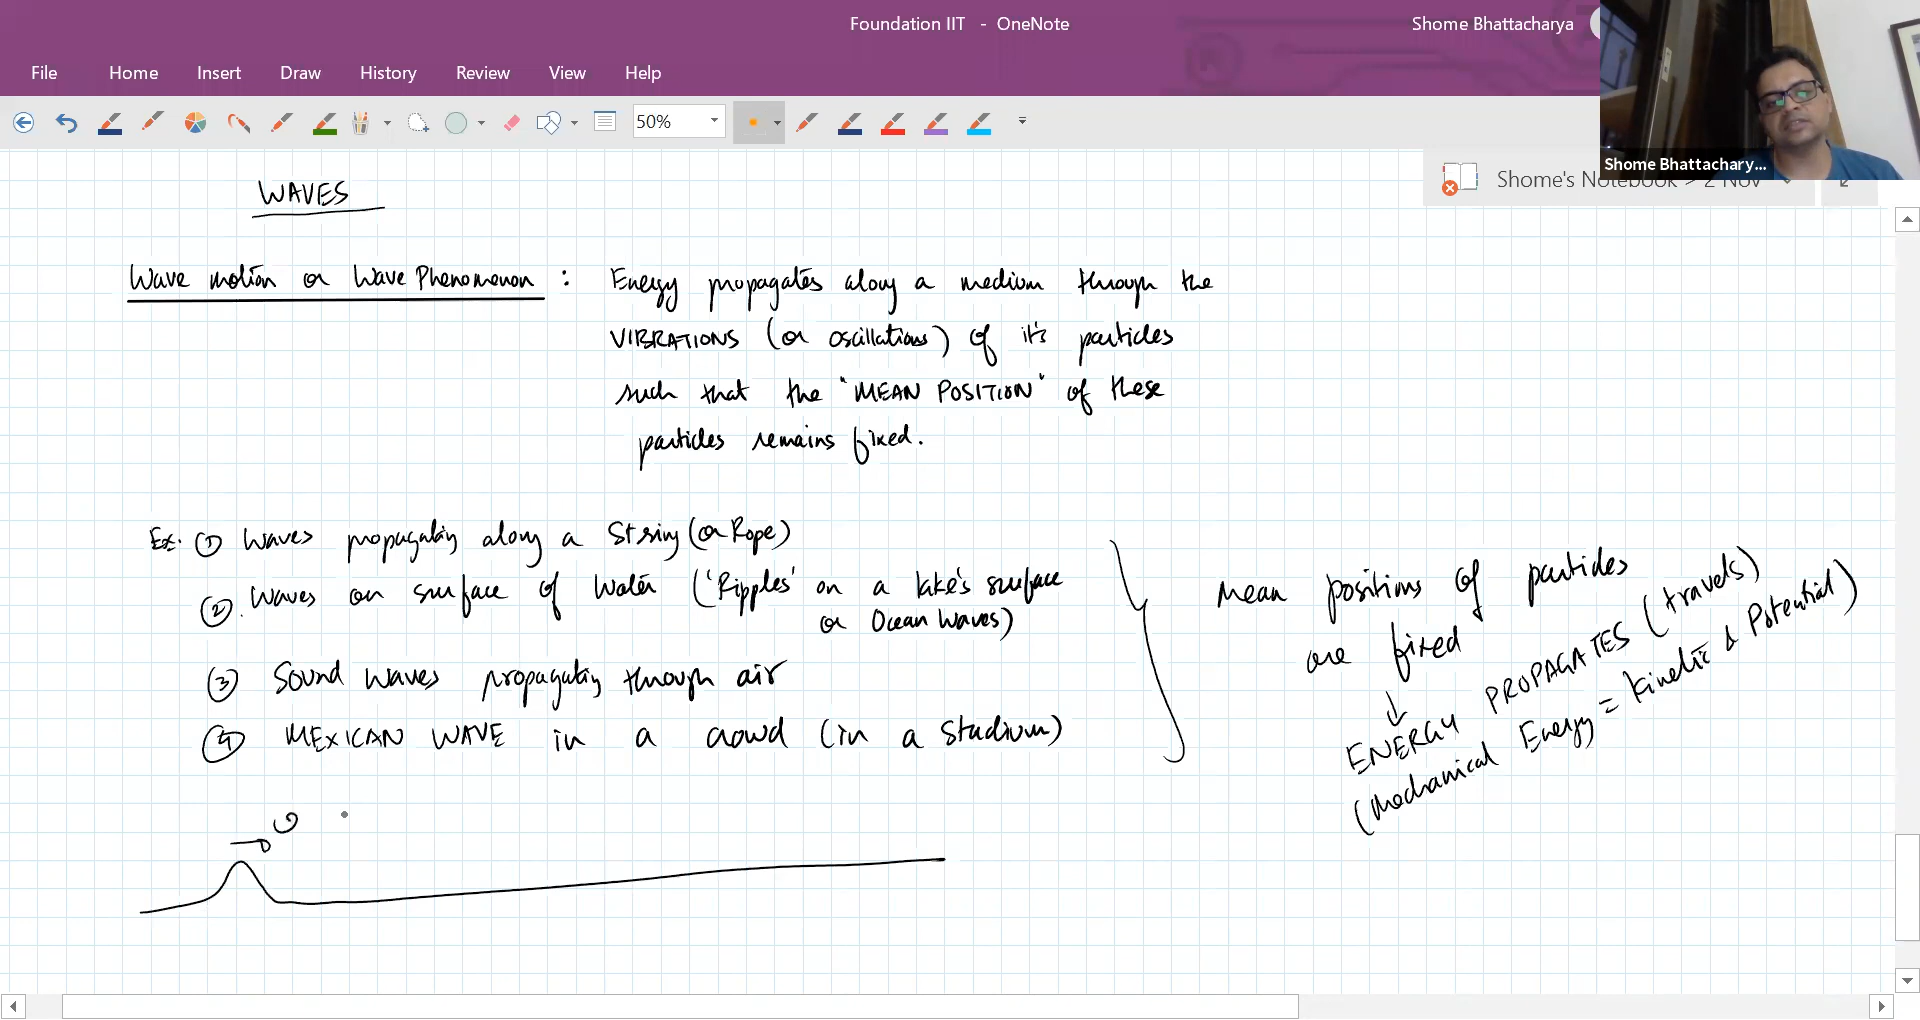 Foundation IIT - OneNote
Shome Bhattacharya
File Home Insert Draw History Review View Help
50%
Shome Bhattachary...
Shome's Notebook > 2 Nov
WAVES
Wave motion or Wave Phenomenon : Energy propagates along a medium through the
VIBRATIONS (or oscillations) of it's particles
such that the "MEAN POSITION" of these
particles remains fixed.
Ex: ① Waves propagating along a String (or Rope)
②. Waves on surface of Water ('Ripples' on a lake's surface
or Ocean Waves)
③ Sound Waves propagating through air
④ MEXICAN WAVE in a crowd (in a stadium)
Mean positions of particles
are fixed
ENERGY PROPAGATES (travels)
(Mechanical Energy = Kinetic & Potential)